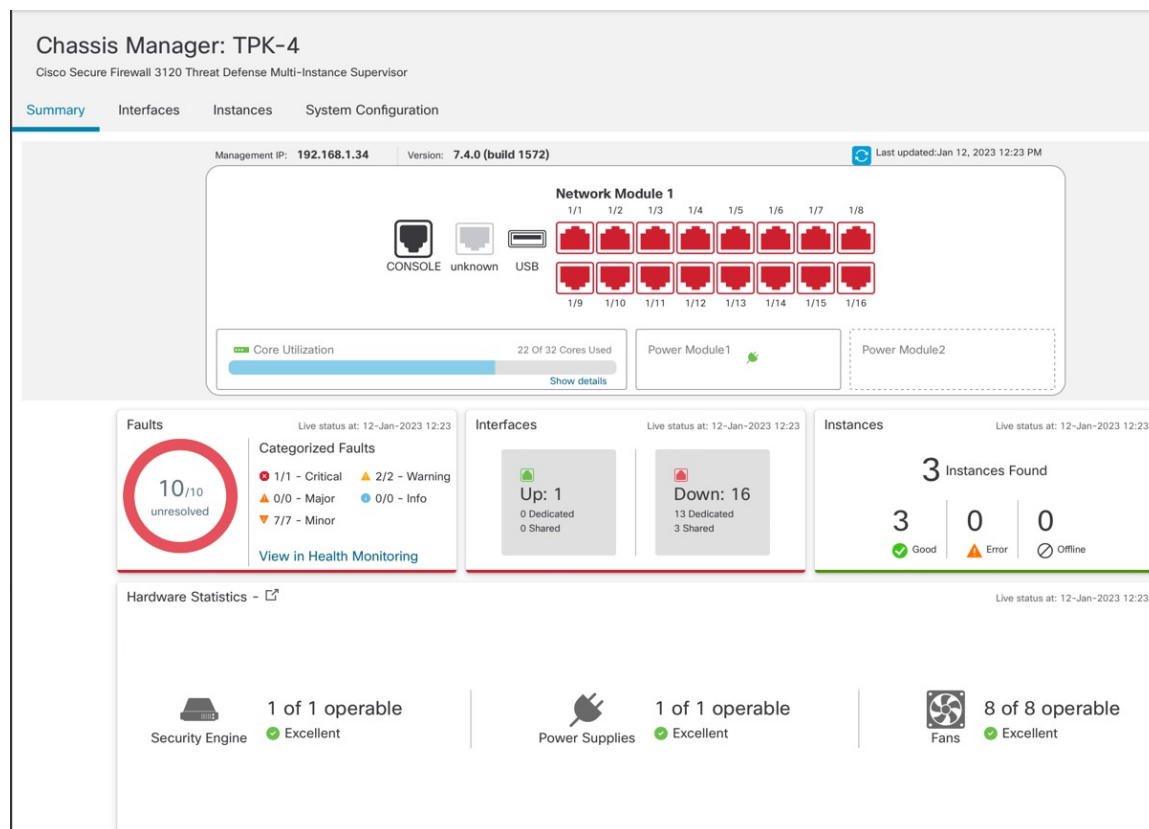 Chassis Manager: TPK-4
Cisco Secure Firewall 3120 Threat Defense Multi-Instance Supervisor
Summary Interfaces Instances System Configuration
Management IP: 192.168.1.34 Version: 7.4.0 (build 1572) Last updated:Jan 12, 2023 12:23 PM
Network Module 1
1/1 1/2 1/3 1/4 1/5 1/6 1/7 1/8
CONSOLE unknown USB
1/9 1/10 1/11 1/12 1/13 1/14 1/15 1/16
Core Utilization 22 Of 32 Cores Used
Show details
Power Module1
Power Module2
Faults Live status at: 12-Jan-2023 12:23
10/10
unresolved
Categorized Faults
1/1 - Critical 2/2 - Warning
0/0 - Major 0/0 - Info
7/7 - Minor
View in Health Monitoring
Interfaces Live status at: 12-Jan-2023 12:23
Up: 1
0 Dedicated
0 Shared
Down: 16
13 Dedicated
3 Shared
Instances Live status at: 12-Jan-2023 12:23
3 Instances Found
3 0 0
Good Error Offline
Hardware Statistics - Live status at: 12-Jan-2023 12:23
Security Engine
1 of 1 operable
Excellent
Power Supplies
1 of 1 operable
Excellent
Fans
8 of 8 operable
Excellent